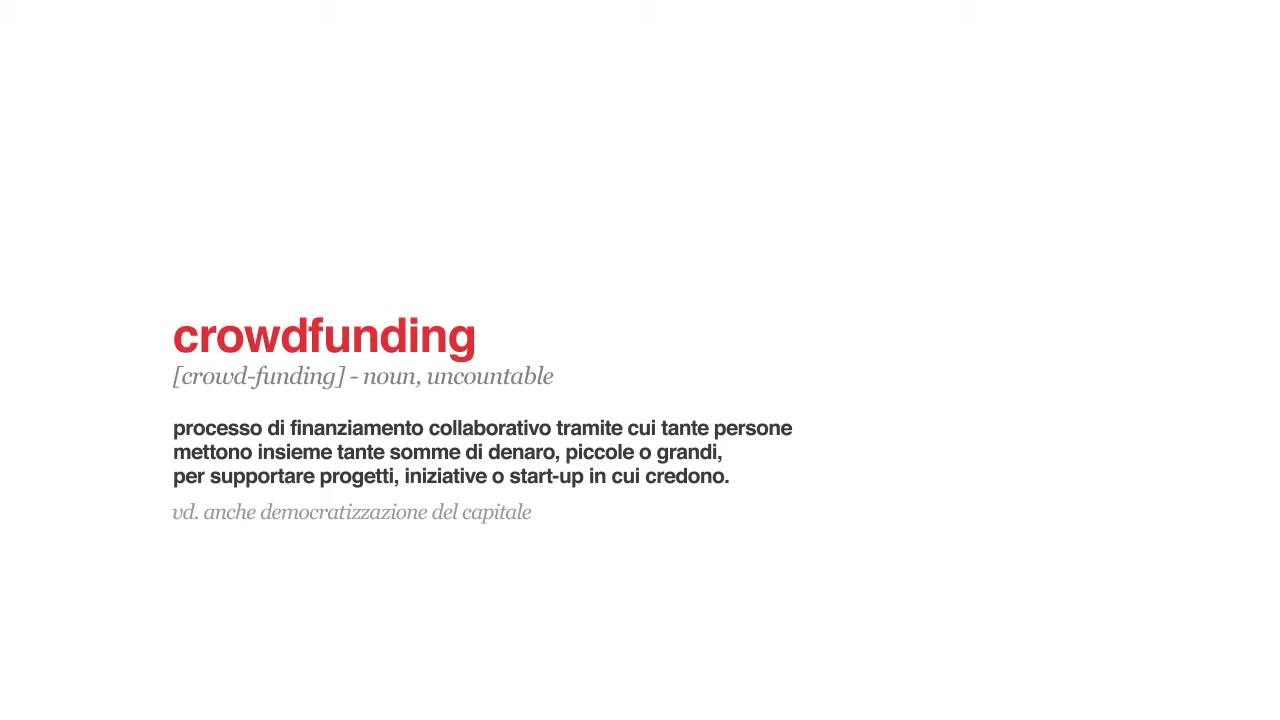 crowdfunding
[crowd-funding] - noun, uncountable
processo di finanziamento collaborativo tramite cui tante persone
mettono insieme tante somme di denaro, piccole o grandi,
per supportare progetti, iniziative o start-up in cui credono.
vd. anche democratizzazione del capitale